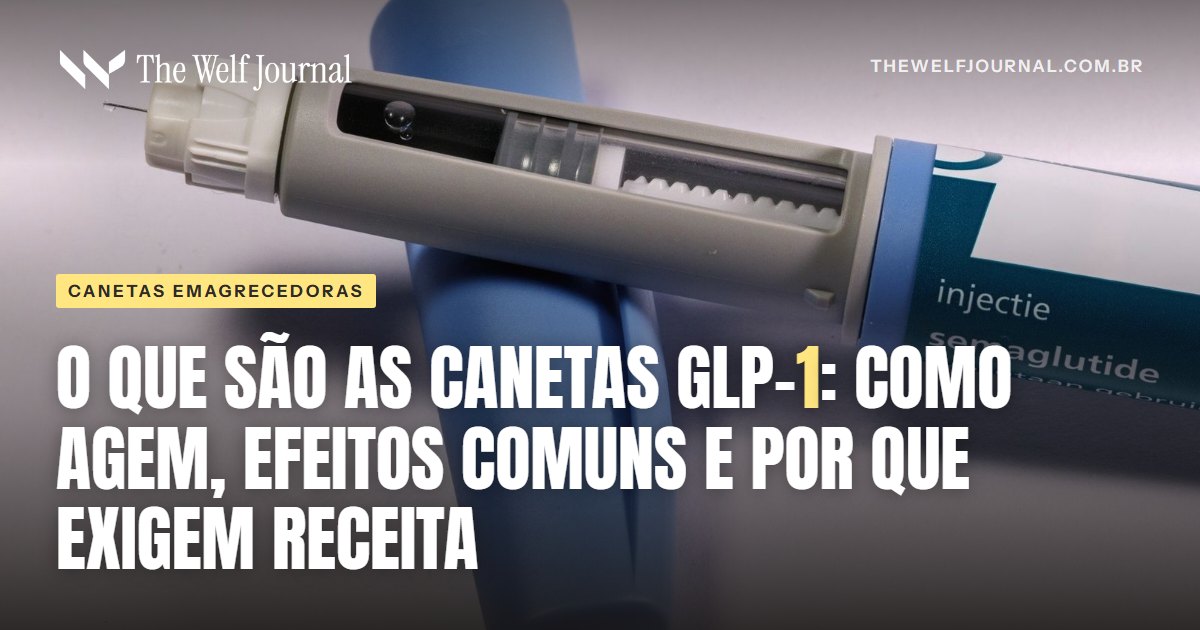 The Welf Journal
THEWELFJOURNAL.COM.BR
injectie
semaglutide
CANETAS EMAGRECEDORAS
O QUE SÃO AS CANETAS GLP-1: COMO
AGEM, EFEITOS COMUNS E POR QUE
EXIGEM RECEITA